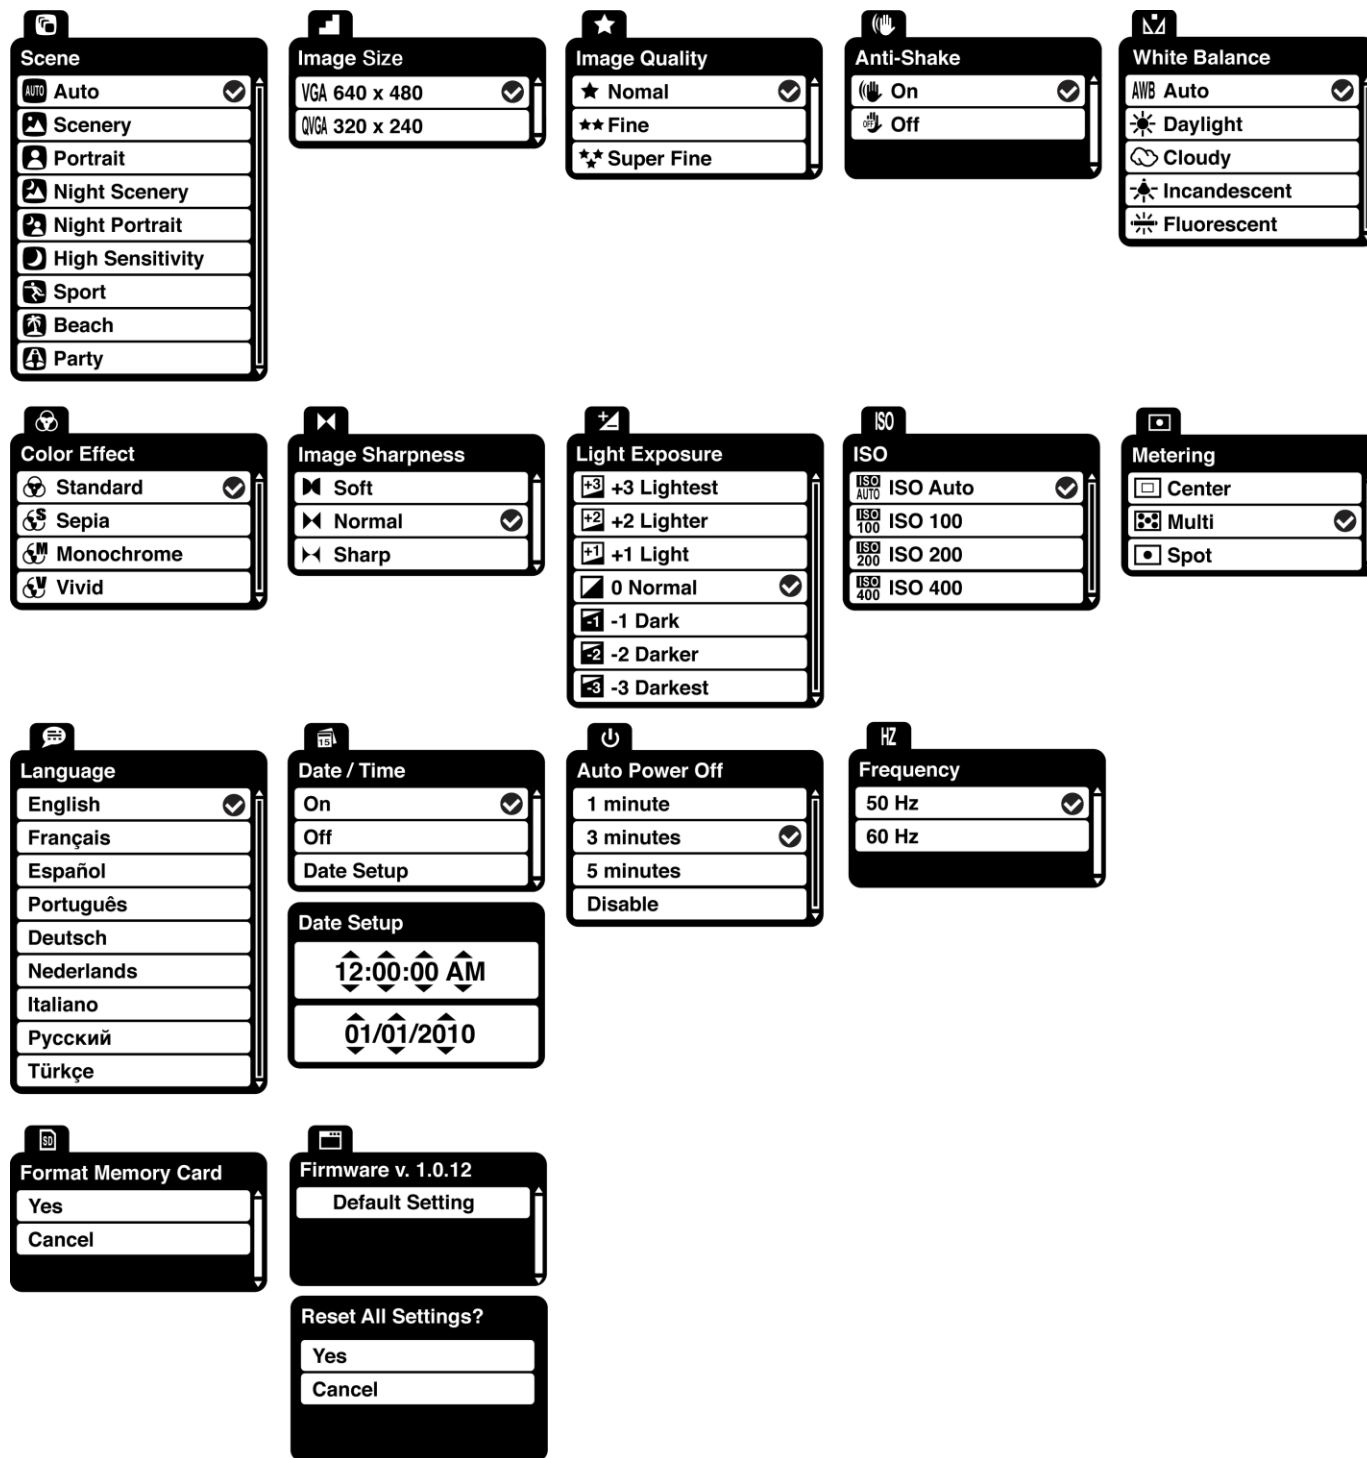 Scene
AUTO Auto
Scenery
Portrait
Night Scenery
Night Portrait
High Sensitivity
Sport
Beach
Party
Image Size
VGA 640 x 480
QVGA 320 x 240
Image Quality
Nomal
Fine
Super Fine
Anti-Shake
On
OFF Off
White Balance
AWB Auto
Daylight
Cloudy
Incandescent
Fluorescent
Color Effect
Standard
S Sepia
M Monochrome
V Vivid
Image Sharpness
Soft
Normal
Sharp
Light Exposure
+3 +3 Lightest
+2 +2 Lighter
+1 +1 Light
0 Normal
-1 -1 Dark
-2 -2 Darker
-3 -3 Darkest
ISO
ISO
ISO AUTO ISO Auto
ISO 100 ISO 100
ISO 200 ISO 200
ISO 400 ISO 400
Metering
Center
Multi
Spot
Language
English
Français
Español
Português
Deutsch
Nederlands
Italiano
Русский
Türkçe
15
Date / Time
On
Off
Date Setup
Date Setup
12:00:00 AM
01/01/2010
Auto Power Off
1 minute
3 minutes
5 minutes
Disable
HZ
Frequency
50 Hz
60 Hz
SD
Format Memory Card
Yes
Cancel
Firmware v. 1.0.12
Default Setting
Reset All Settings?
Yes
Cancel